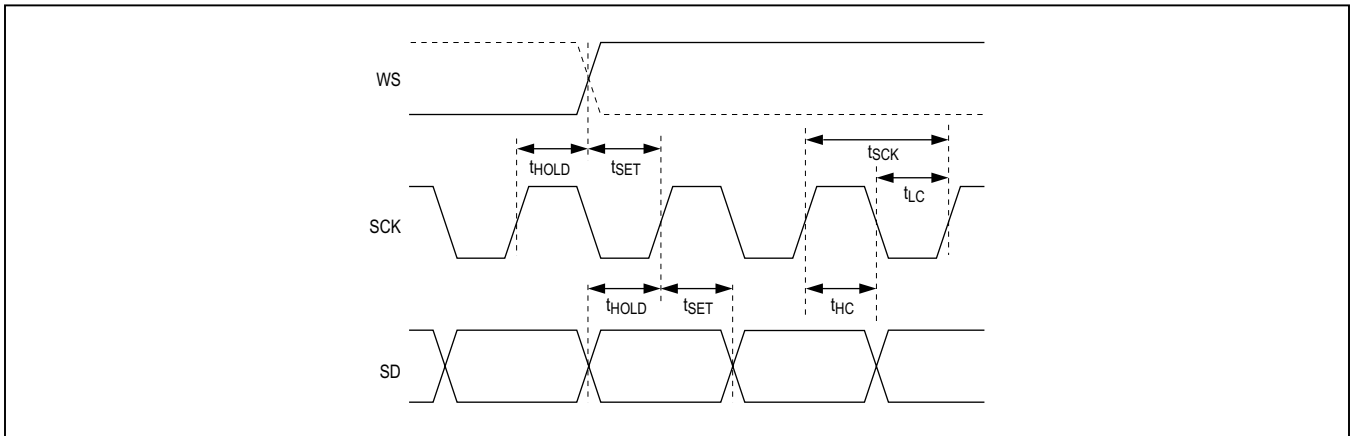 WS
tHOLD tSET
tSCK
tLC
SCK
tHOLD tSET
tHC
SD